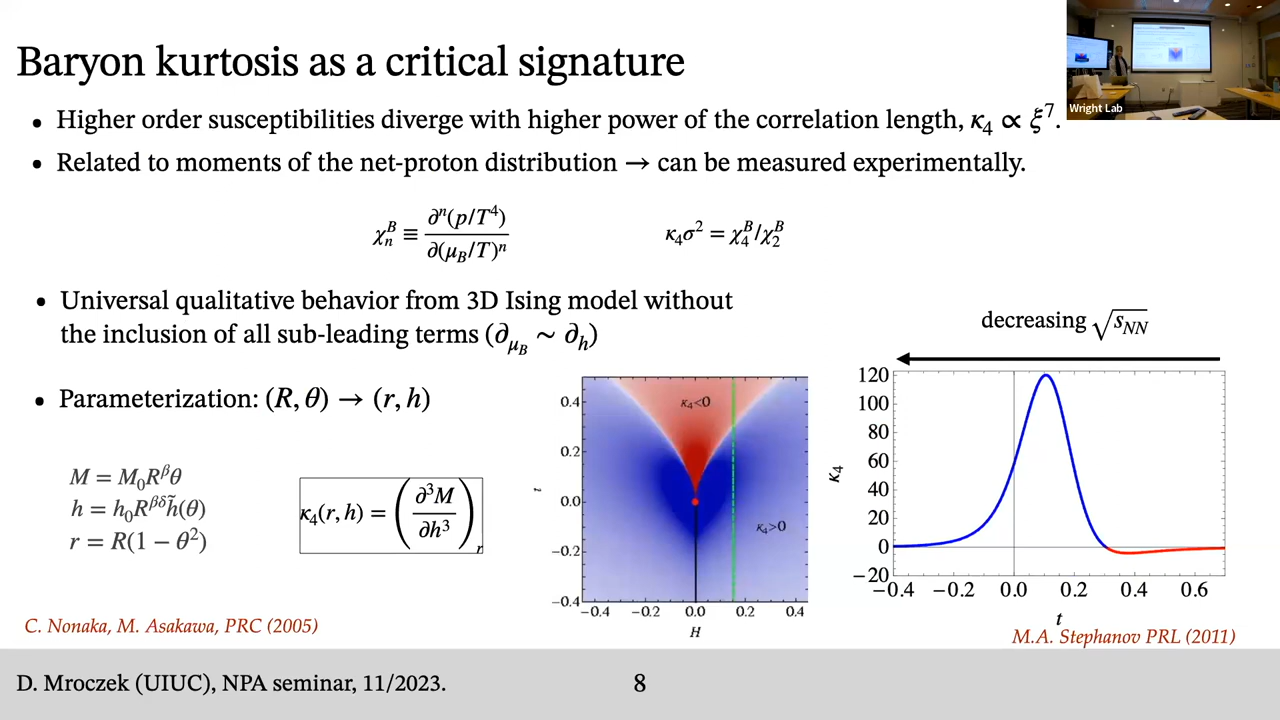 Baryon kurtosis as a critical signature
Wright Lab
• Higher order susceptibilities diverge with higher power of the correlation length, κ₄ ∝ ξ⁷.
• Related to moments of the net-proton distribution → can be measured experimentally.
χₙᴮ ≡ ∂ⁿ(p/T⁴) / ∂(μ_B/T)ⁿ
κ₄σ² = χ₄ᴮ/χ₂ᴮ
• Universal qualitative behavior from 3D Ising model without
the inclusion of all sub-leading terms (∂_μ_B ∼ ∂ₕ)
• Parameterization: (R, θ) → (r, h)
M = M₀R^βθ
h = h₀R^βδ h̃(θ)
r = R(1 − θ²)
κ₄(r, h) = (∂³M / ∂h³)_r
κ₄<0
κ₄>0
0.4
0.2
0.0
−0.2
−0.4
t
−0.4 −0.2 0.0 0.2 0.4
H
decreasing √s_NN
120
100
80
60
40
20
0
−20
κ₄
−0.4 −0.2 0.0 0.2 0.4 0.6
t
C. Nonaka, M. Asakawa, PRC (2005)
M.A. Stephanov PRL (2011)
D. Mroczek (UIUC), NPA seminar, 11/2023.
8